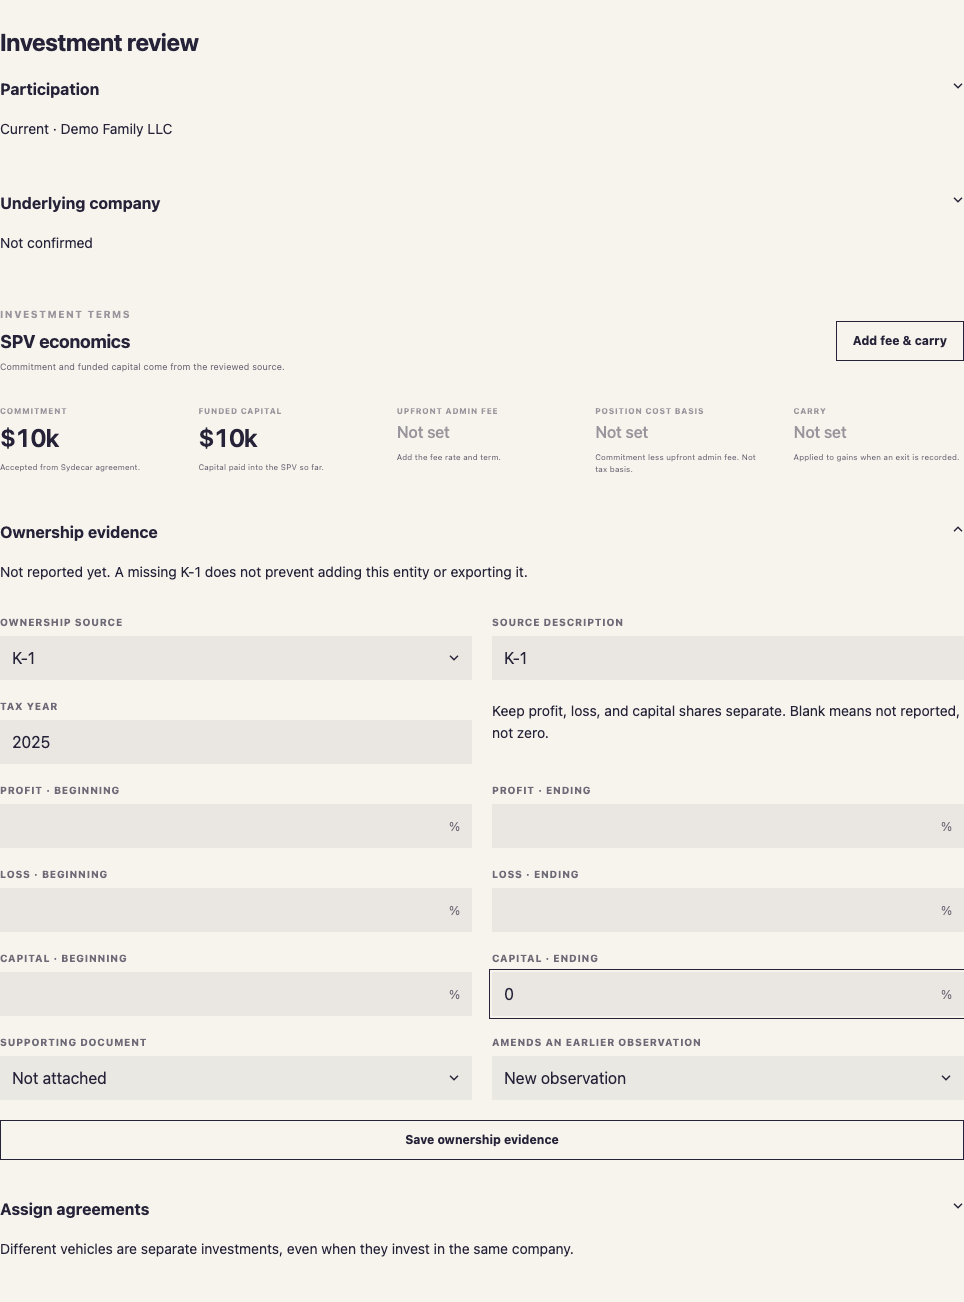 Investment review
Participation
Current · Demo Family LLC
Underlying company
Not confirmed
INVESTMENT TERMS
SPV economics
Add fee & carry
Commitment and funded capital come from the reviewed source.
COMMITMENT
$10k
Accepted from Sydecar agreement.
FUNDED CAPITAL
$10k
Capital paid into the SPV so far.
UPFRONT ADMIN FEE
Not set
Add the fee rate and term.
POSITION COST BASIS
Not set
Commitment less upfront admin fee. Not
tax basis.
CARRY
Not set
Applied to gains when an exit is recorded.
Ownership evidence
Not reported yet. A missing K-1 does not prevent adding this entity or exporting it.
OWNERSHIP SOURCE
K-1
SOURCE DESCRIPTION
K-1
TAX YEAR
2025
Keep profit, loss, and capital shares separate. Blank means not reported,
not zero.
PROFIT · BEGINNING
%
PROFIT · ENDING
%
LOSS · BEGINNING
%
LOSS · ENDING
%
CAPITAL · BEGINNING
%
CAPITAL · ENDING
0 %
SUPPORTING DOCUMENT
Not attached
AMENDS AN EARLIER OBSERVATION
New observation
Save ownership evidence
Assign agreements
Different vehicles are separate investments, even when they invest in the same company.